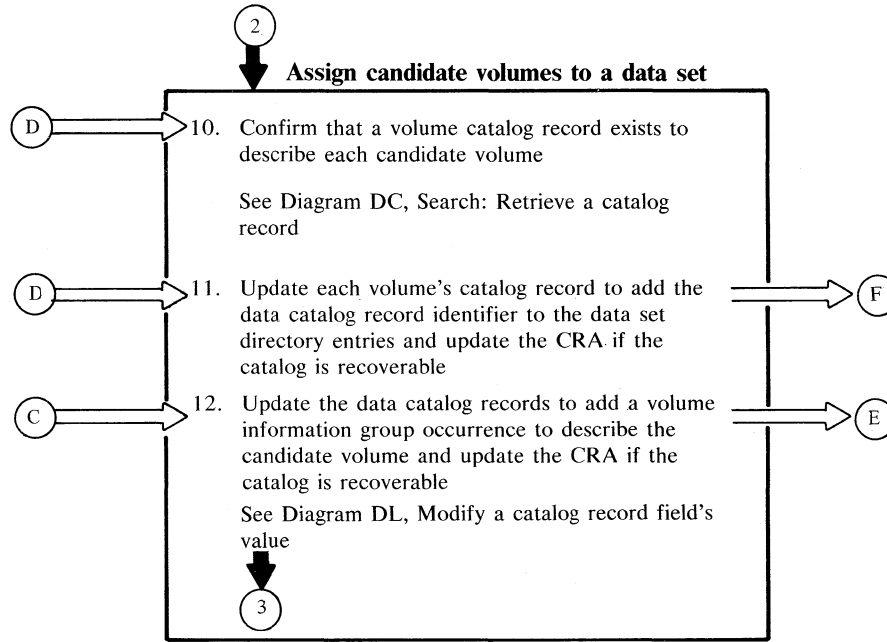 2
Assign candidate volumes to a data set
D
10. Confirm that a volume catalog record exists to
describe each candidate volume
See Diagram DC, Search: Retrieve a catalog
record
D
11. Update each volume's catalog record to add the
data catalog record identifier to the data set
directory entries and update the CRA if the
catalog is recoverable
F
C
12. Update the data catalog records to add a volume
information group occurrence to describe the
candidate volume and update the CRA if the
catalog is recoverable
E
See Diagram DL, Modify a catalog record field's
value
3